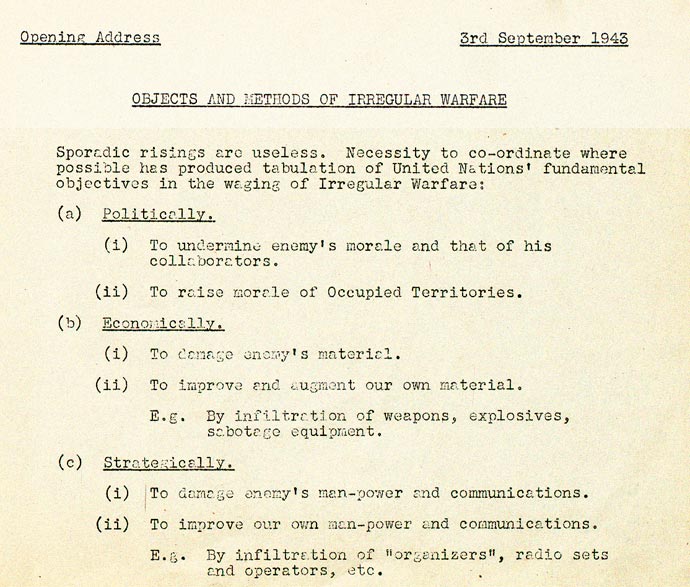 Opening Address 3rd September 1943
OBJECTS AND METHODS OF IRREGULAR WARFARE
Sporadic risings are useless. Necessity to co-ordinate where
possible has produced tabulation of United Nations' fundamental
objectives in the waging of Irregular Warfare:
(a) Politically.
(i) To undermine enemy's morale and that of his
collaborators.
(ii) To raise morale of Occupied Territories.
(b) Economically.
(i) To damage enemy's material.
(ii) To improve and augment our own material.
E.g. By infiltration of weapons, explosives,
sabotage equipment.
(c) Strategically.
(i) To damage enemy's man-power and communications.
(ii) To improve our own man-power and communications.
E.g. By infiltration of "organizers", radio sets
and operators, etc.